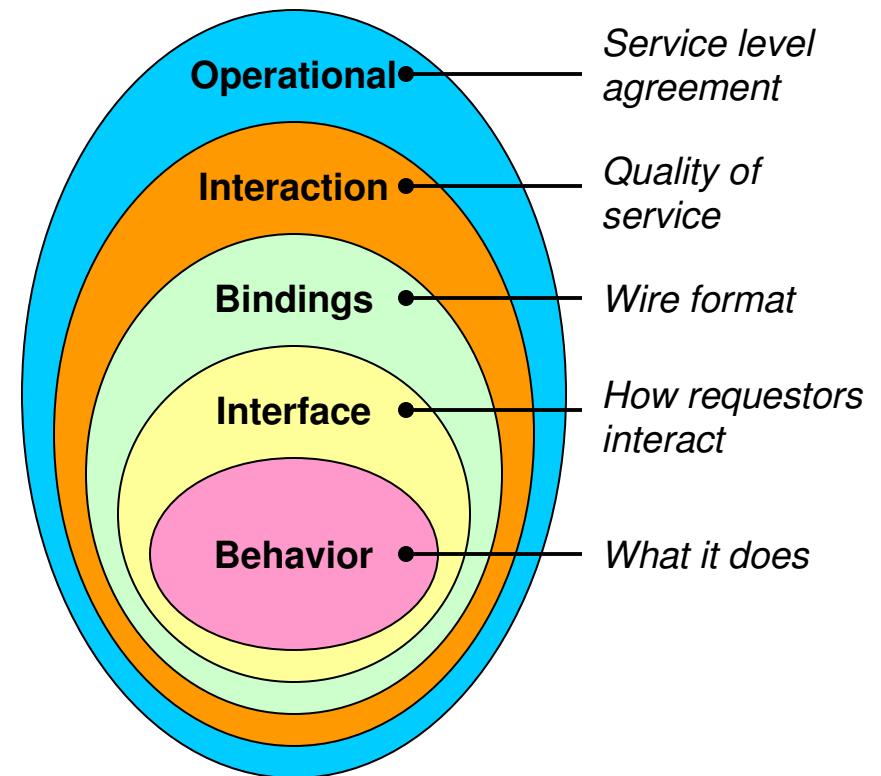 Operational
Service level
agreement
Interaction
Quality of
service
Bindings
Wire format
Interface
How requestors
interact
Behavior
What it does